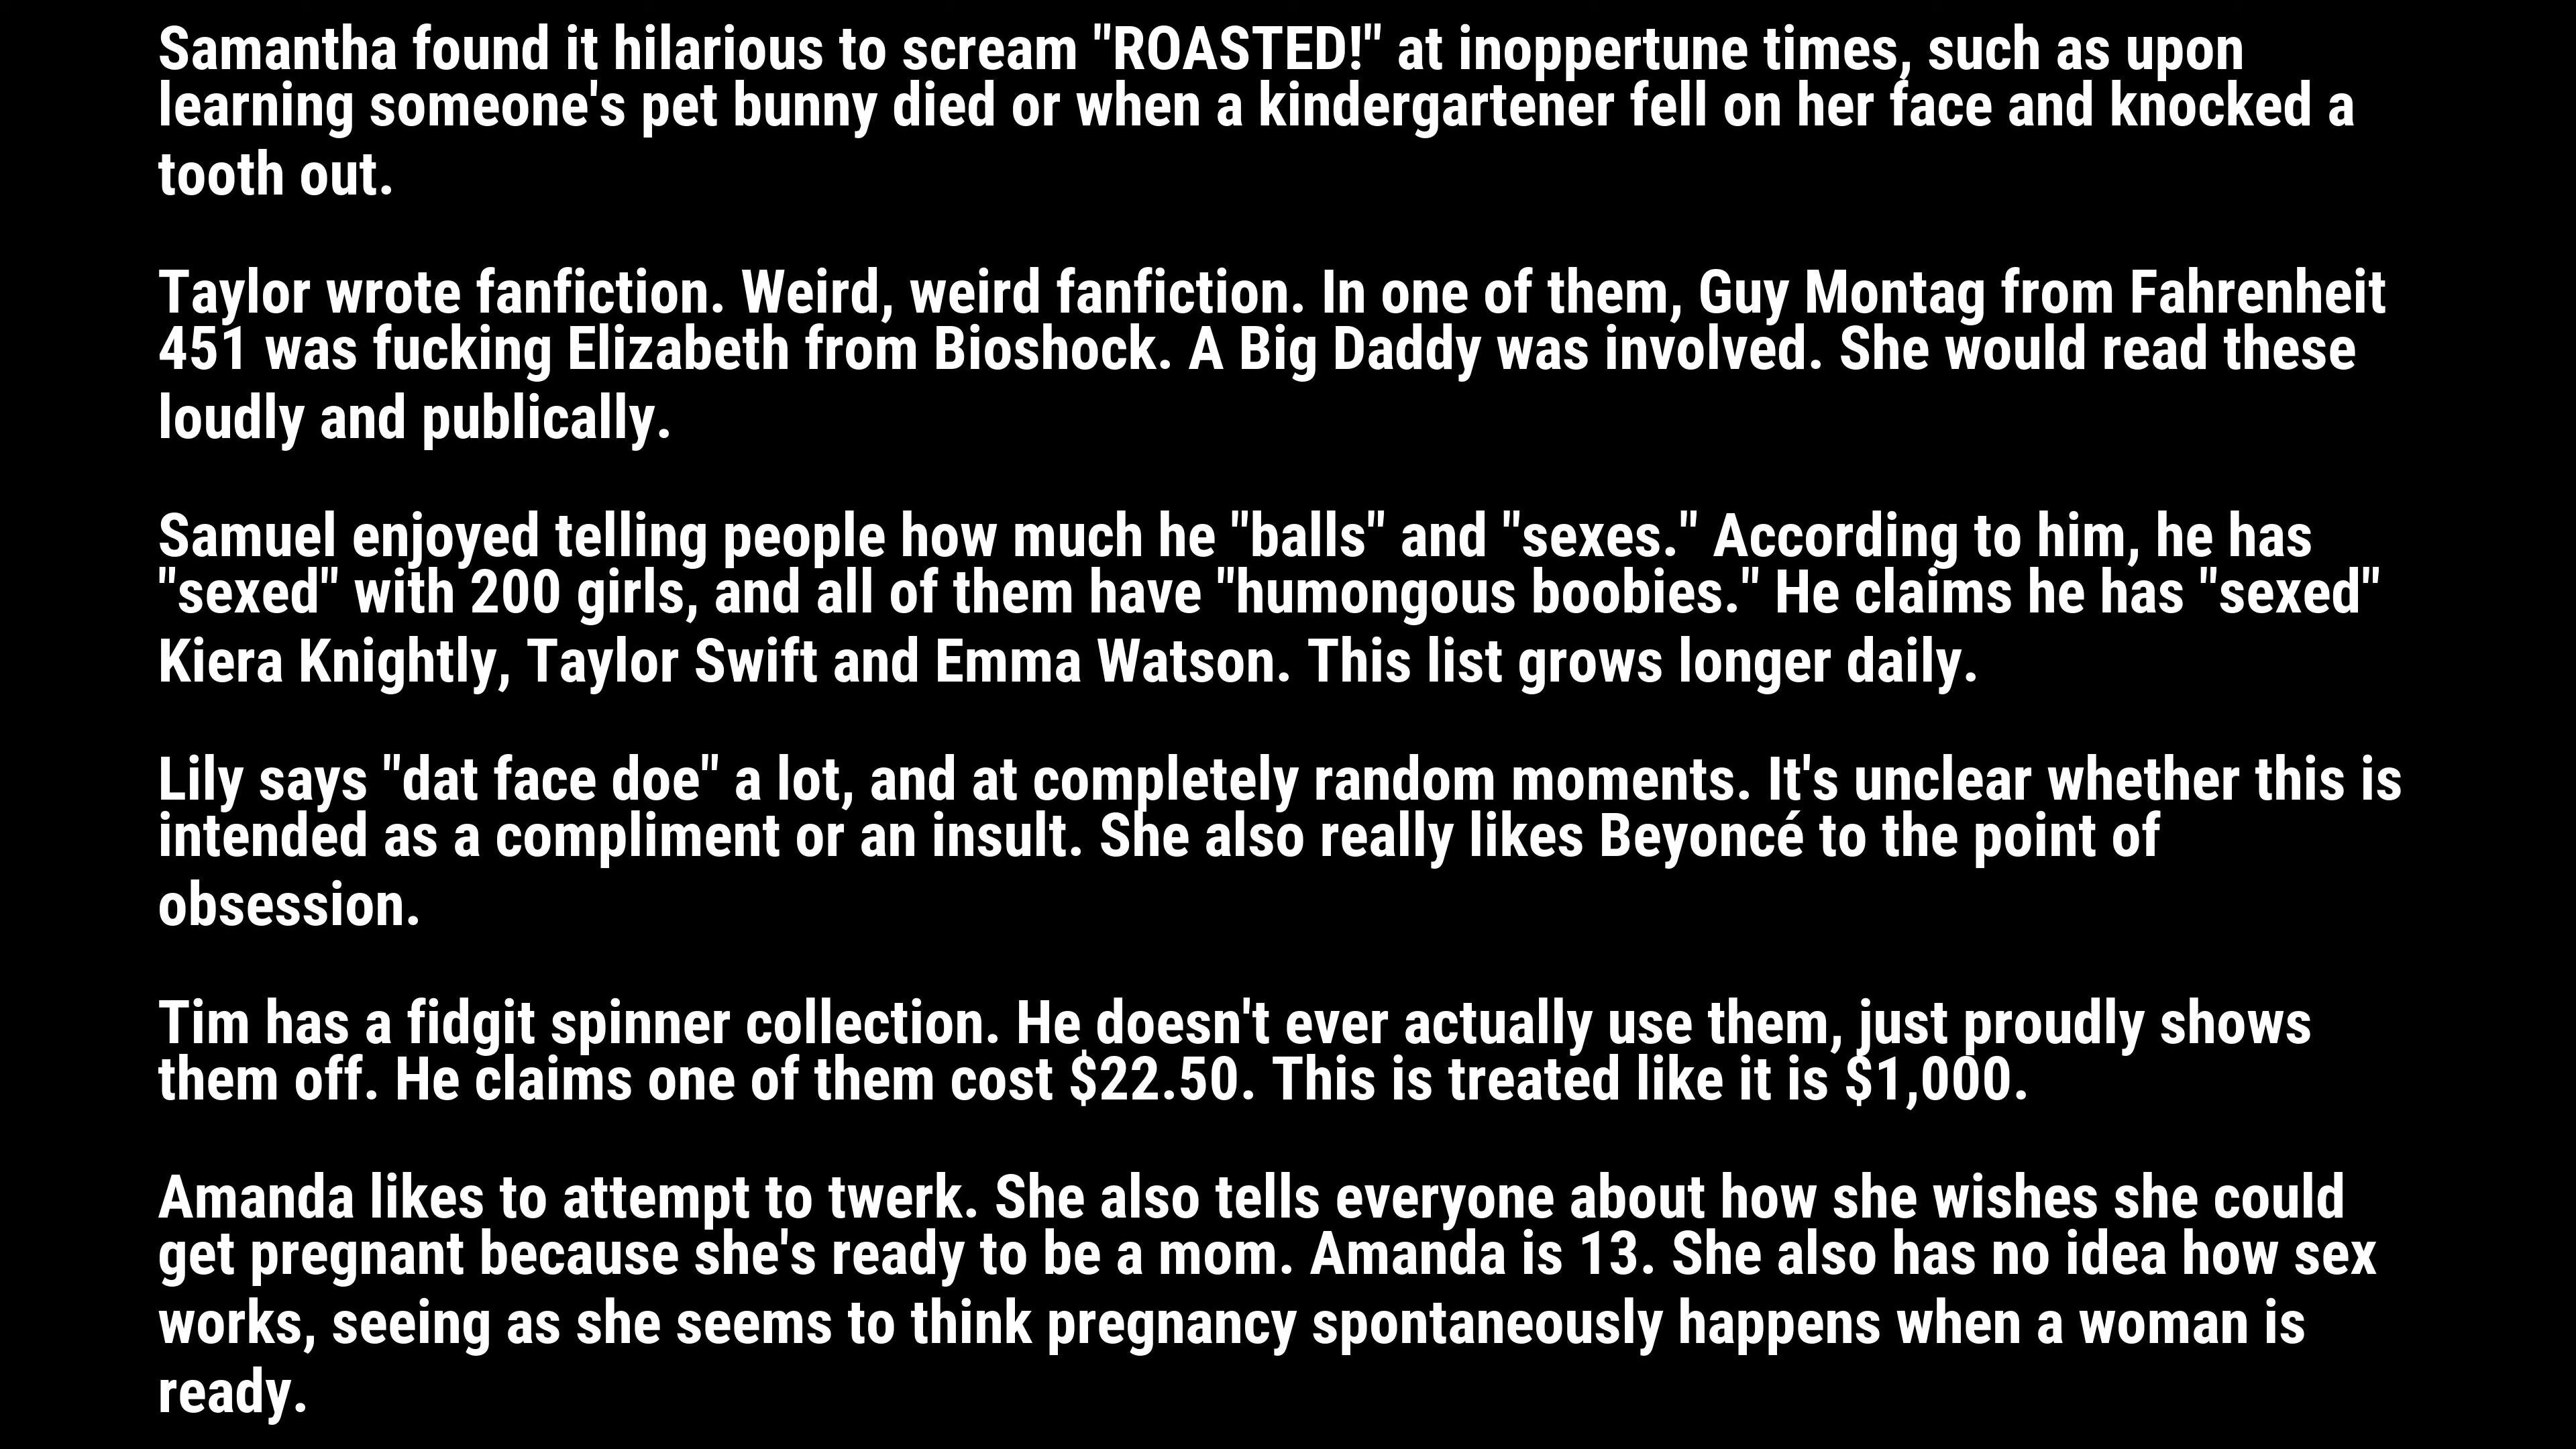 Samantha found it hilarious to scream "ROASTED!" at inoppertune times, such as upon
learning someone's pet bunny died or when a kindergartener fell on her face and knocked a
tooth out.
Taylor wrote fanfiction. Weird, weird fanfiction. In one of them, Guy Montag from Fahrenheit
451 was fucking Elizabeth from Bioshock. A Big Daddy was involved. She would read these
loudly and publically.
Samuel enjoyed telling people how much he "balls" and "sexes." According to him, he has
"sexed" with 200 girls, and all of them have "humongous boobies." He claims he has "sexed"
Kiera Knightly, Taylor Swift and Emma Watson. This list grows longer daily.
Lily says "dat face doe" a lot, and at completely random moments. It's unclear whether this is
intended as a compliment or an insult. She also really likes Beyoncé to the point of
obsession.
Tim has a fidgit spinner collection. He doesn't ever actually use them, just proudly shows
them off. He claims one of them cost $22.50. This is treated like it is $1,000.
Amanda likes to attempt to twerk. She also tells everyone about how she wishes she could
get pregnant because she's ready to be a mom. Amanda is 13. She also has no idea how sex
works, seeing as she seems to think pregnancy spontaneously happens when a woman is
ready.